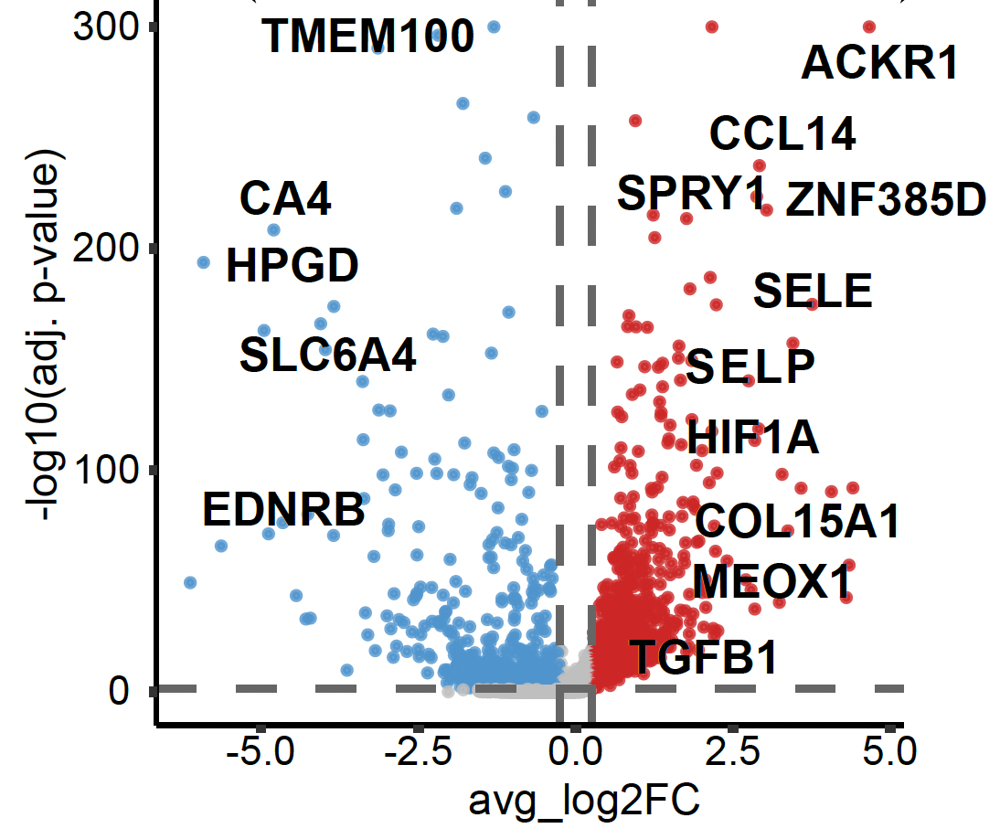 300
TMEM100
ACKR1
CCL14
CA4
SPRY1
ZNF385D
200
HPGD
SELE
SLC6A4
SELP
HIF1A
100
EDNRB
COL15A1
MEOX1
TGFB1
0
-log10(adj. p-value)
-5.0 -2.5 0.0 2.5 5.0
avg_log2FC